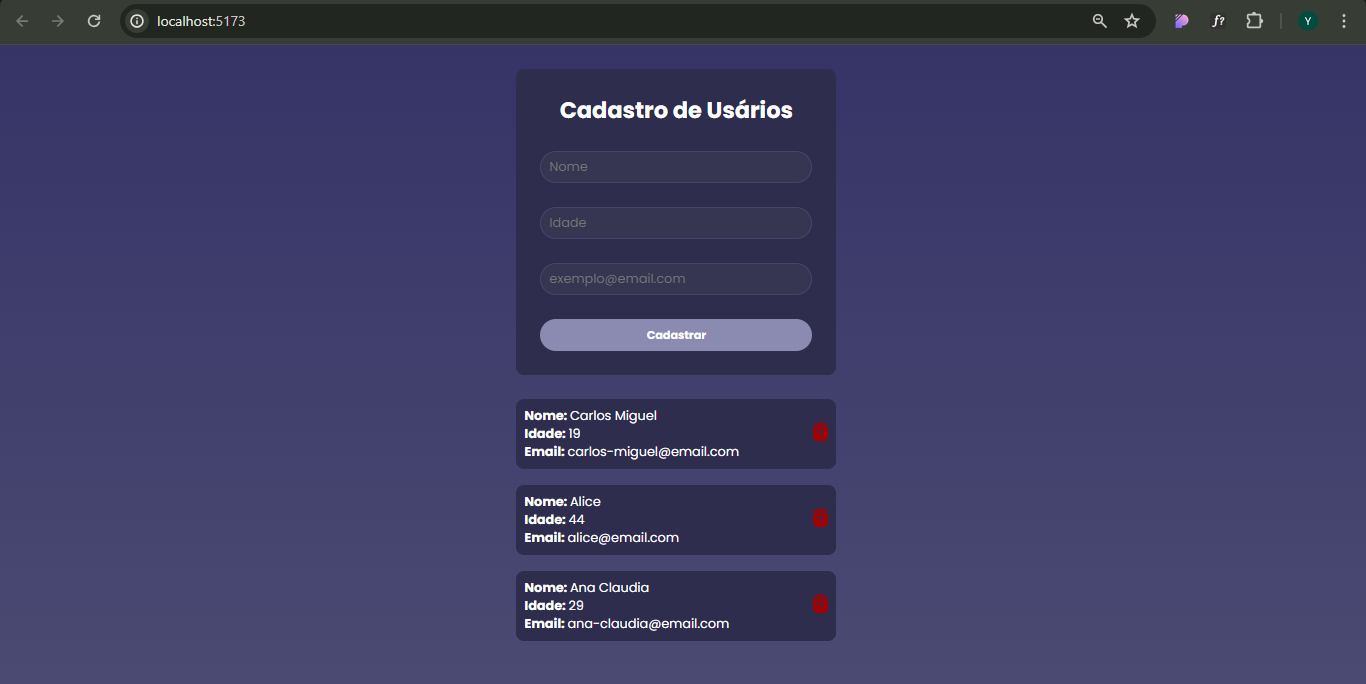 localhost:5173
f?
Y
Cadastro de Usários
Nome
Idade
exemplo@email.com
Cadastrar
Nome: Carlos Miguel
Idade: 19
Email: carlos-miguel@email.com
Nome: Alice
Idade: 44
Email: alice@email.com
Nome: Ana Claudia
Idade: 29
Email: ana-claudia@email.com